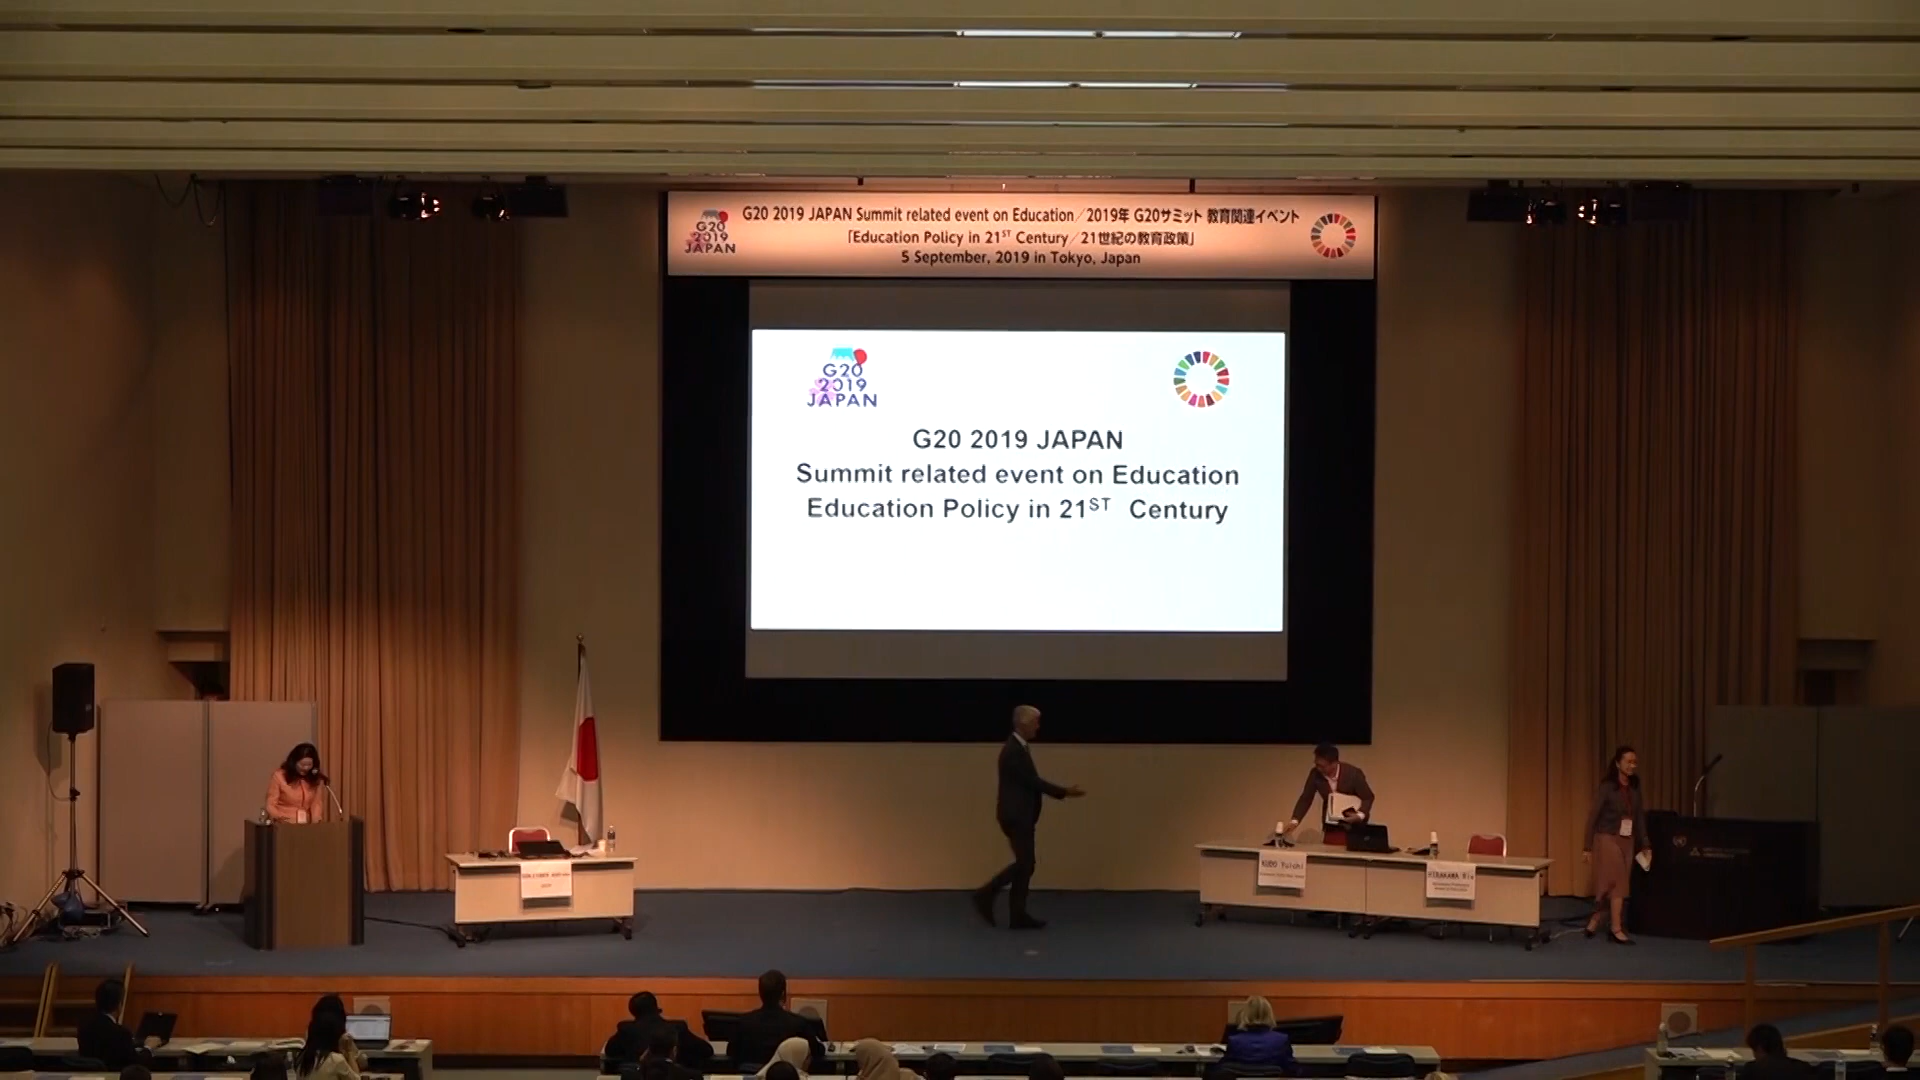 G20 2019 JAPAN Summit related event on Education／2019年 G20サミット 教育関連イベント
「Education Policy in 21ST Century／21世紀の教育政策」
5 September, 2019 in Tokyo, Japan
G20
2019
JAPAN
G20
2019
JAPAN
G20 2019 JAPAN
Summit related event on Education
Education Policy in 21ST Century
KUDO Yuichi
HIRAKAWA Rie